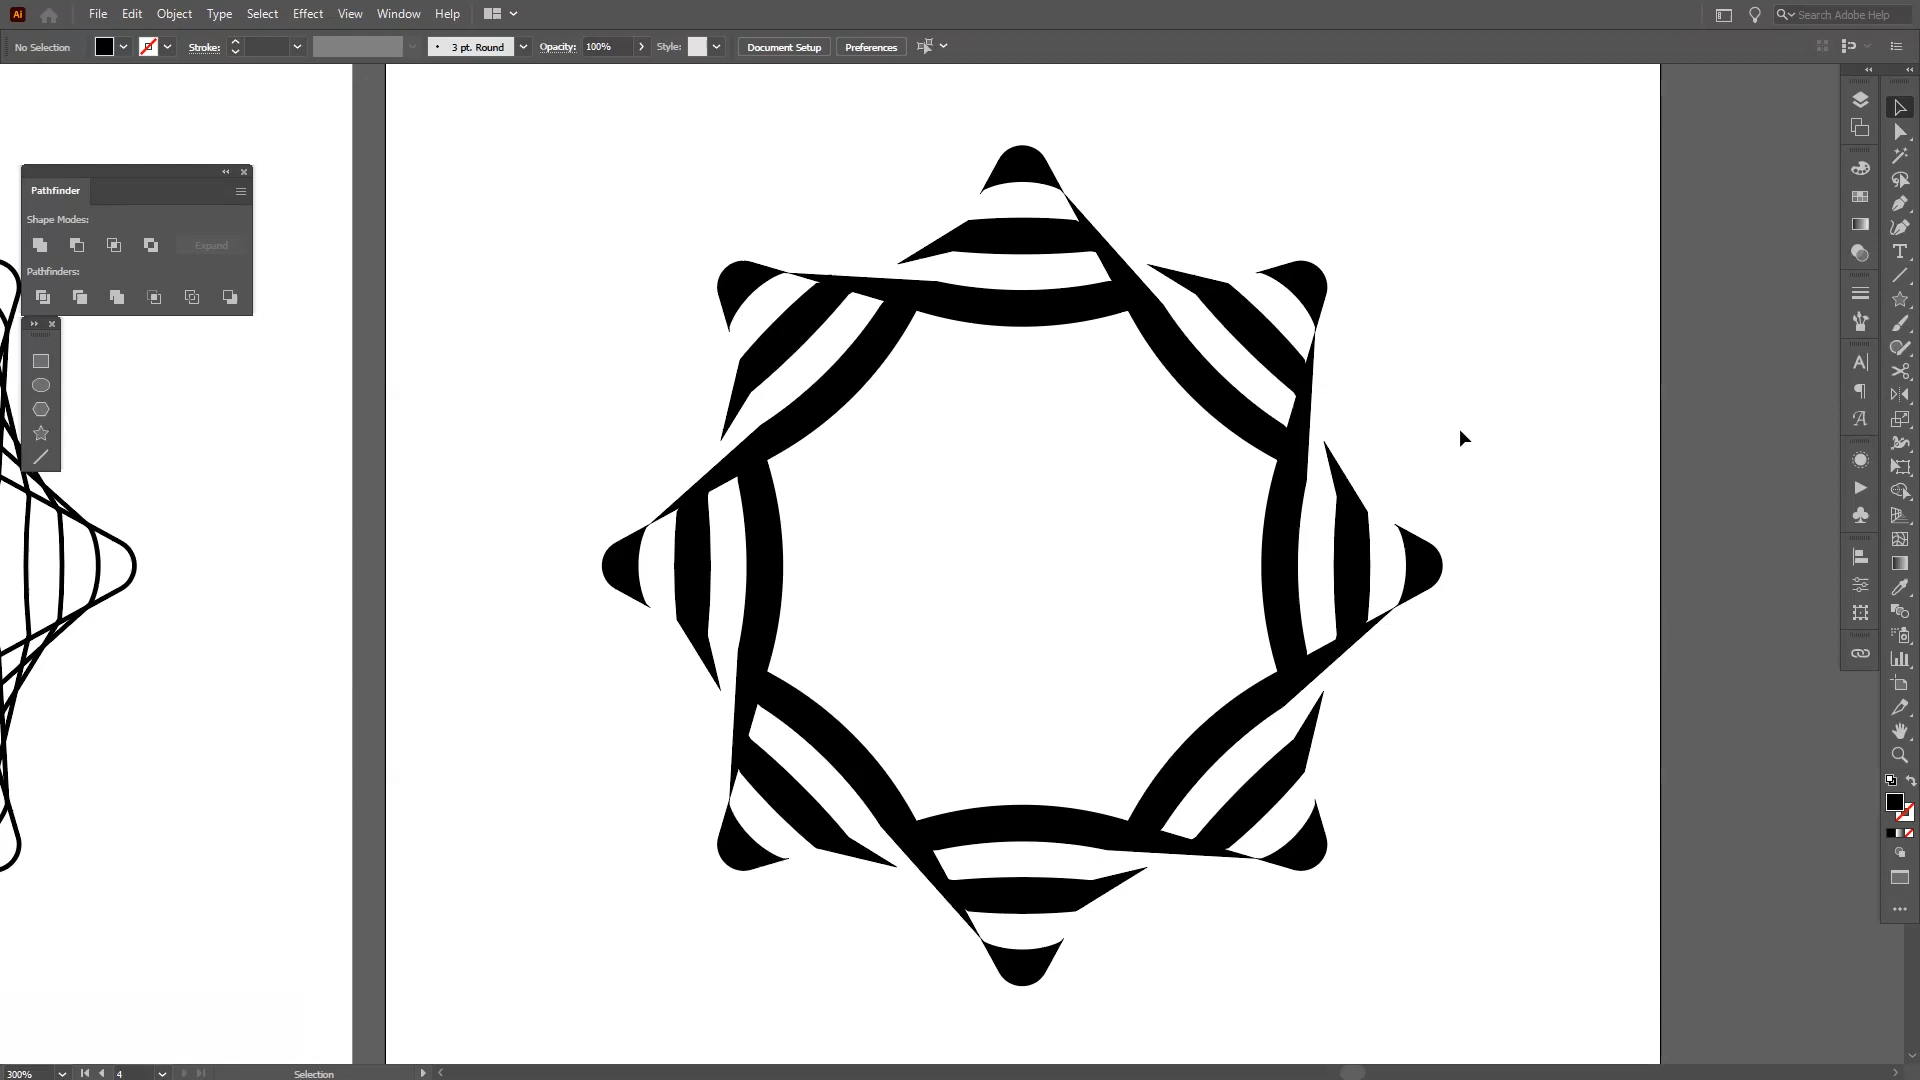 Ai File Edit Object Type Select Effect View Window Help Search Adobe Help
No Selection Stroke: 3 pt. Round Opacity: 100% Style: Document Setup Preferences
Pathfinder
Shape Modes:
Expand
Pathfinders:
300% 4 Selection